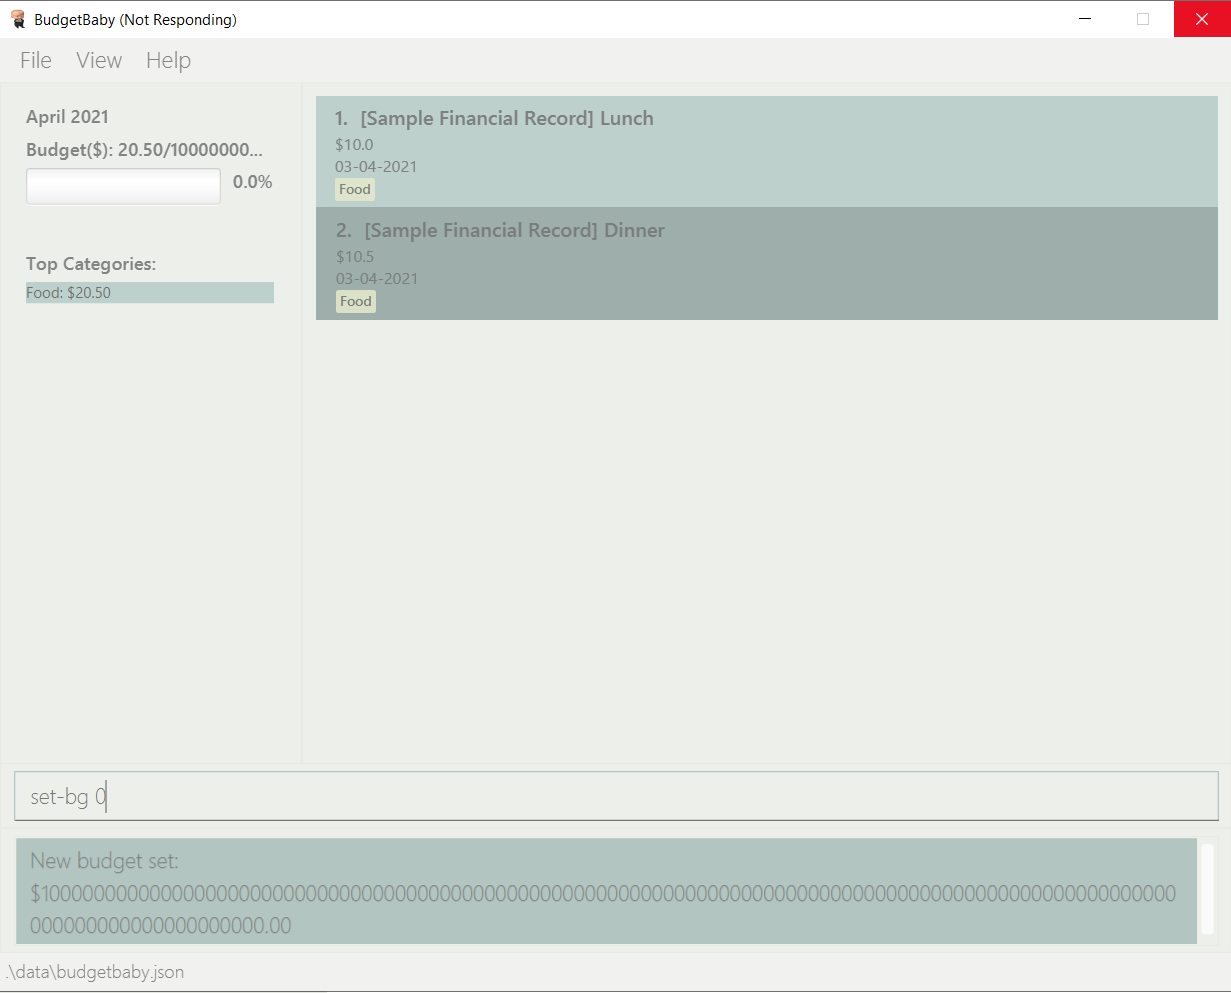 BudgetBaby (Not Responding)
File View Help
April 2021
Budget($): 20.50/10000000...
0.0%
Top Categories:
Food: $20.50
1. [Sample Financial Record] Lunch
$10.0
03-04-2021
Food
2. [Sample Financial Record] Dinner
$10.5
03-04-2021
Food
set-bg 0
New budget set:
.\data\budgetbaby.json